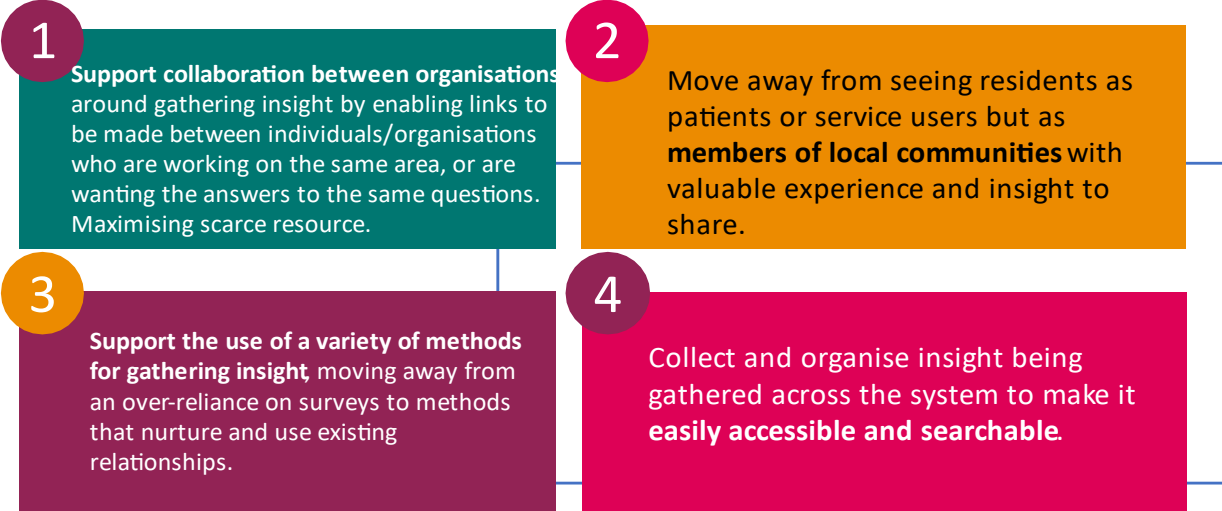 1
Support collaboration between organisations
around gathering insight by enabling links to
be made between individuals/organisations
who are working on the same area, or are
wanting the answers to the same questions.
Maximising scarce resource.
2
Move away from seeing residents as
patients or service users but as
members of local communities with
valuable experience and insight to
share.
3
Support the use of a variety of methods
for gathering insight, moving away from
an over-reliance on surveys to methods
that nurture and use existing
relationships.
4
Collect and organise insight being
gathered across the system to make it
easily accessible and searchable.